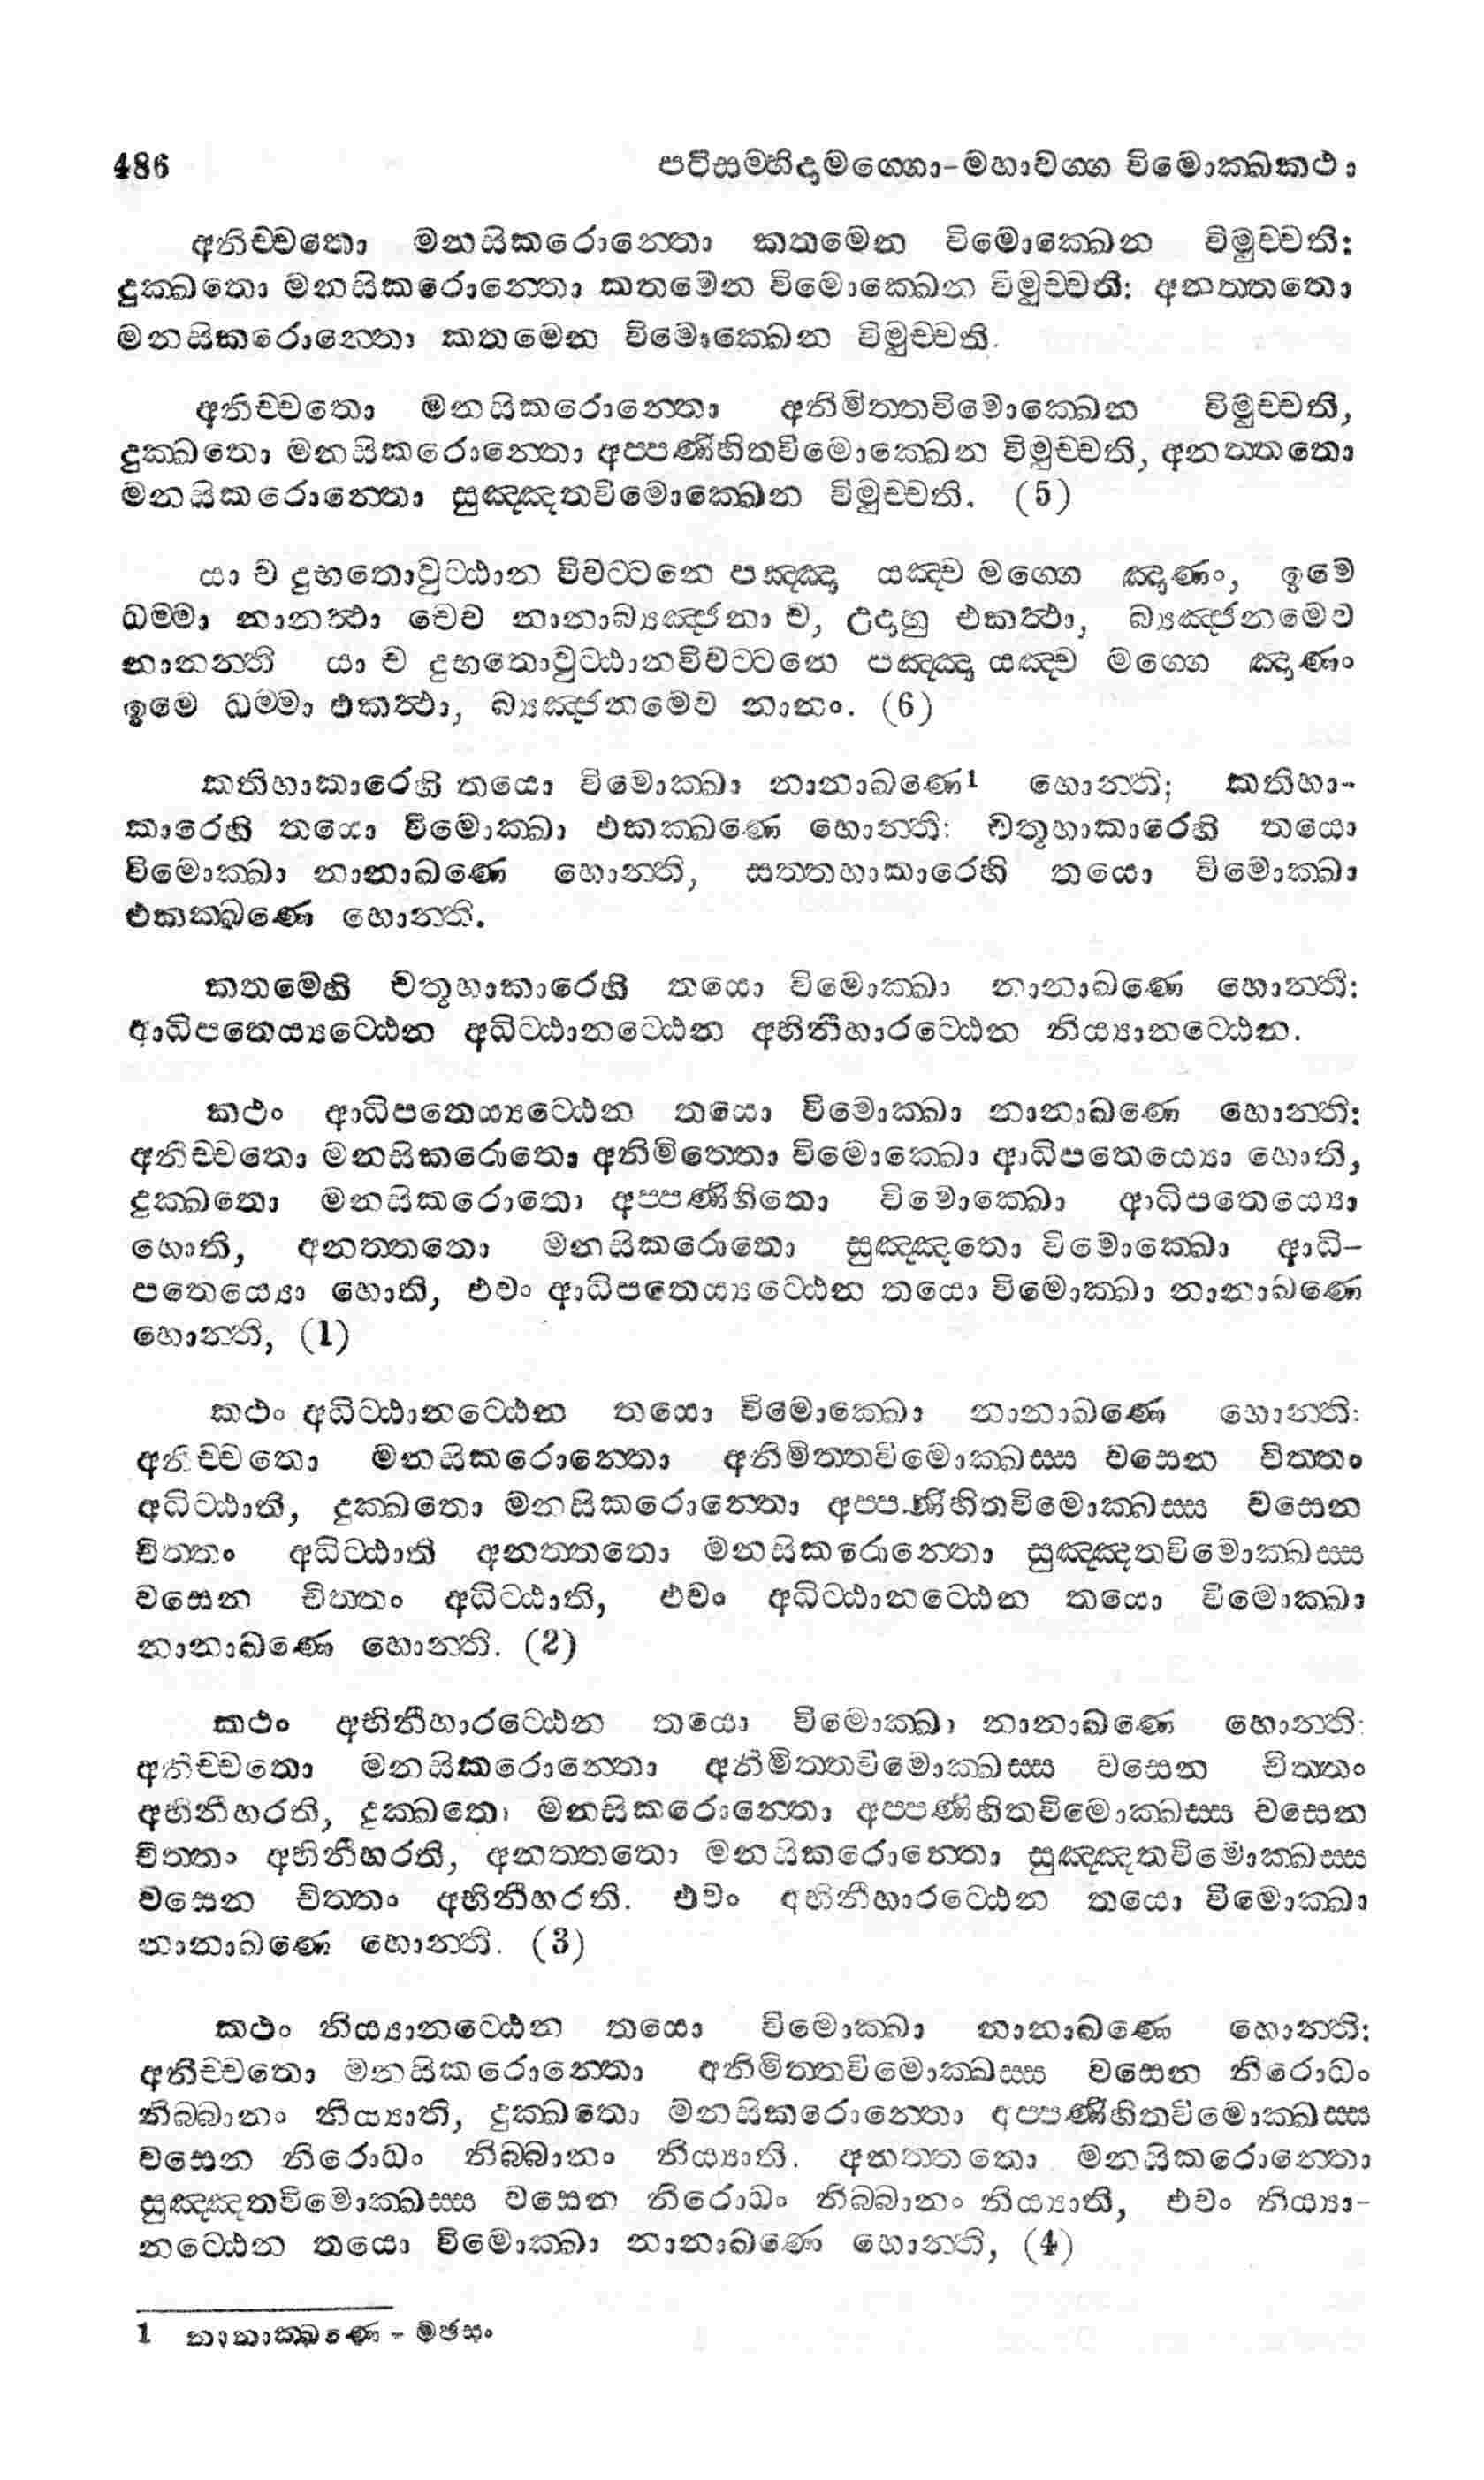 486 පටිසම්භිදාමග්ගො-මහාවග්ග විමොක්ඛකථා
අනිච්චතො මනසිකරොන්තො කතමෙන විමොක්ඛෙන විමුච්චති:
දුක්ඛතො මනසිකරොන්තො කතමෙන විමොක්ඛෙන විමුච්චති: අනත්තතො
මනසිකරොන්තො කතමෙන විමොක්ඛෙන විමුච්චති.
අනිච්චතො මනසිකරොන්තො අනිමිත්තවිමොක්ඛෙන විමුච්චති,
දුක්ඛතො මනසිකරොන්තො අප්පණිහිතවිමොක්ඛෙන විමුච්චති, අනත්තතො
මනසිකරොන්තො සුඤ්ඤතවිමොක්ඛෙන විමුච්චති. (5)
යා ච දුභතොවුට්ඨාන විවට්ටනෙ පඤ්ඤා යඤ්ච මග්ගෙ ඤාණං, ඉමෙ
ධම්මා නානත්ථා චෙව නානාබ්‍යඤ්ජනා ච, උදාහු එකත්ථා, බ්‍යඤ්ජනමෙව
නානන්ති යා ච දුභතොවුට්ඨානවිවට්ටනෙ පඤ්ඤා යඤ්ච මග්ගෙ ඤාණං
ඉමෙ ධම්මා එකත්ථා, බ්‍යඤ්ජනමෙව නානං. (6)
කතිහාකාරෙහි තයො විමොක්ඛා නානාඛණෙ1 හොන්ති; කතිහා-
කාරෙහි තයො විමොක්ඛා එකක්ඛණෙ හොන්ති: චතූහාකාරෙහි තයො
විමොක්ඛා නානාඛණෙ හොන්ති, සත්තහාකාරෙහි තයො විමොක්ඛා
එකක්ඛණෙ හොන්ති.
කතමෙහි චතූහාකාරෙහි තයො විමොක්ඛා නානාඛණෙ හොන්ති:
ආධිපතෙය්‍යට්ඨෙන අධිට්ඨානට්ඨෙන අභිනීහාරට්ඨෙන නිය්‍යානට්ඨෙන.
කථං ආධිපතෙය්‍යට්ඨෙන තයො විමොක්ඛා නානාඛණෙ හොන්ති:
අනිච්චතො මනසිකරොතො අනිමිත්තො විමොක්ඛො ආධිපතෙය්‍යො හොති,
දුක්ඛතො මනසිකරොතො අප්පණිහිතො විමොක්ඛො ආධිපතෙය්‍යො
හොති, අනත්තතො මනසිකරොතො සුඤ්ඤතො විමොක්ඛො ආධි-
පතෙය්‍යො හොති, එවං ආධිපතෙය්‍යට්ඨෙන තයො විමොක්ඛා නානාඛණෙ
හොන්ති, (1)
කථං අධිට්ඨානට්ඨෙන තයො විමොක්ඛො නානාඛණෙ හොන්ති:
අනිච්චතො මනසිකරොන්තො අනිමිත්තවිමොක්ඛස්ස වසෙන චිත්තං
අධිට්ඨාති, දුක්ඛතො මනසිකරොන්තො අප්පණිහිතවිමොක්ඛස්ස වසෙන
චිත්තං අධිට්ඨාති අනත්තතො මනසිකරොන්තො සුඤ්ඤතවිමොක්ඛස්ස
වසෙන චිත්තං අධිට්ඨාති, එවං අධිට්ඨානට්ඨෙන තයො විමොක්ඛා
නානාඛණෙ හොන්ති. (2)
කථං අභිනීහාරට්ඨෙන තයො විමොක්ඛා නානාඛණෙ හොන්ති:
අනිච්චතො මනසිකරොන්තො අනිමිත්තවිමොක්ඛස්ස වසෙන චිත්තං
අභිනීහරති, දුක්ඛතො මනසිකරොන්තො අප්පණිහිතවිමොක්ඛස්ස වසෙන
චිත්තං අභිනීහරති, අනත්තතො මනසිකරොන්තො සුඤ්ඤතවිමොක්ඛස්ස
වසෙන චිත්තං අභිනීහරති. එවං අභිනීහාරට්ඨෙන තයො විමොක්ඛා
නානාඛණෙ හොන්ති. (3)
කථං නිය්‍යානට්ඨෙන තයො විමොක්ඛා නානාඛණෙ හොන්ති:
අනිච්චතො මනසිකරොන්තො අනිමිත්තවිමොක්ඛස්ස වසෙන නිරොධං
නිබ්බානං නිය්‍යාති, දුක්ඛතො මනසිකරොන්තො අප්පණිහිතවිමොක්ඛස්ස
වසෙන නිරොධං නිබ්බානං නිය්‍යාති. අනත්තතො මනසිකරොන්තො
සුඤ්ඤතවිමොක්ඛස්ස වසෙන නිරොධං නිබ්බානං නිය්‍යාති, එවං නිය්‍යා-
නට්ඨෙන තයො විමොක්ඛා නානාඛණෙ හොන්ති, (4)
1 නානාක්ඛණෙ - මඡසං